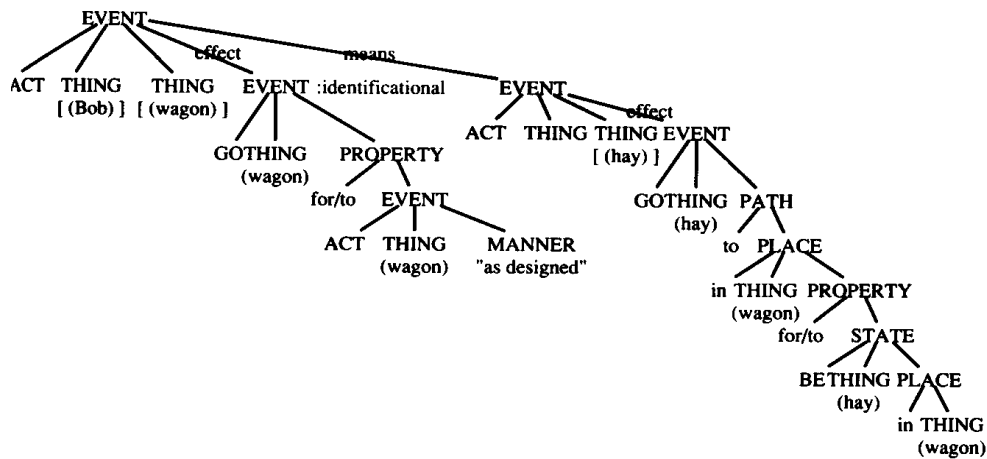 EVENT
effect means
ACT THING THING EVENT :identificational EVENT
[ (Bob) ] [ (wagon) ]
effect
ACT THING THING EVENT
[ (hay) ]
GOTHING PROPERTY
(wagon)
for/to EVENT
GOTHING PATH
(hay)
ACT THING MANNER
(wagon) "as designed"
to PLACE
in THING PROPERTY
(wagon)
for/to STATE
BETHING PLACE
(hay)
in THING
(wagon)